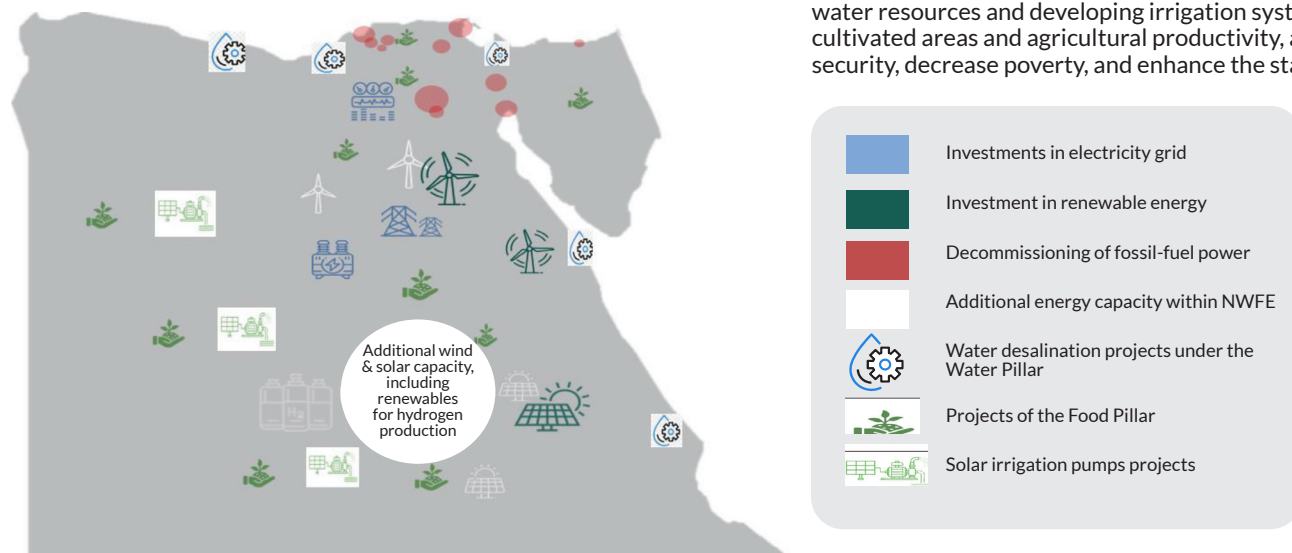 water resources and developing irrigation syst
cultivated areas and agricultural productivity, a
security, decrease poverty, and enhance the sta
Investments in electricity grid
Investment in renewable energy
Decommissioning of fossil-fuel power
Additional energy capacity within NWFE
Water desalination projects under the
Water Pillar
Projects of the Food Pillar
Solar irrigation pumps projects
Additional wind
& solar capacity,
including
renewables
for hydrogen
production
H2